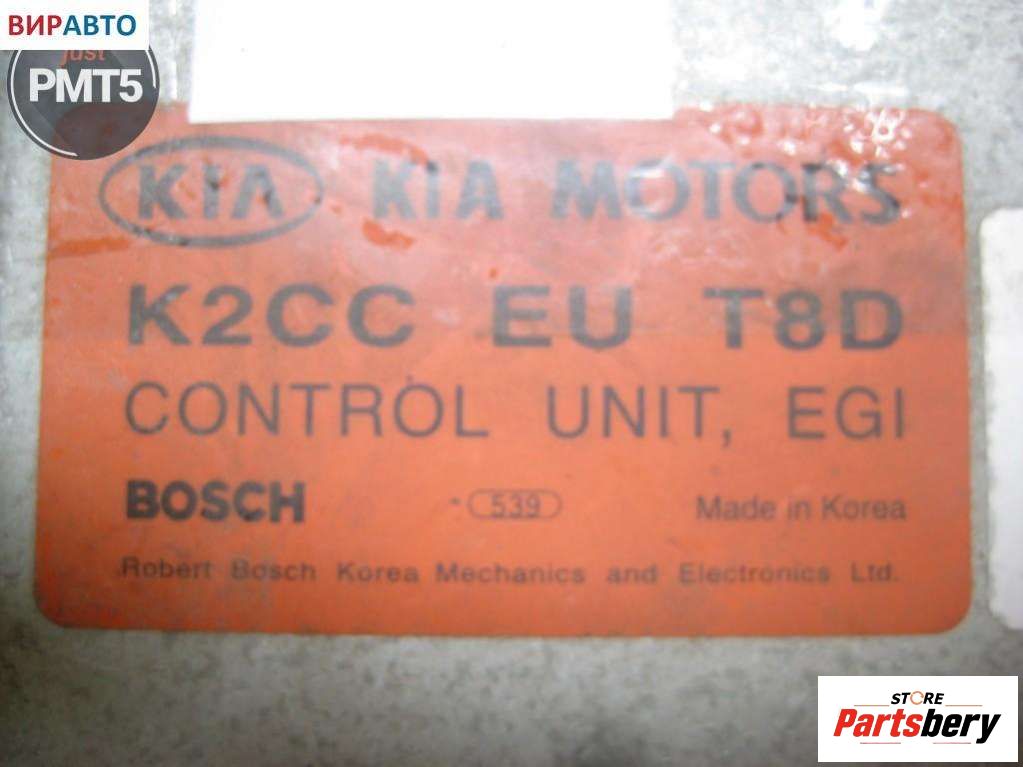 ВИРАВТО
just
PMT5
KIA KIA MOTORS
K2CC EU T8D
CONTROL UNIT, EGI
BOSCH 539 Made in Korea
Robert Bosch Korea Mechanics and Electronics Ltd.
STORE
Partsbery